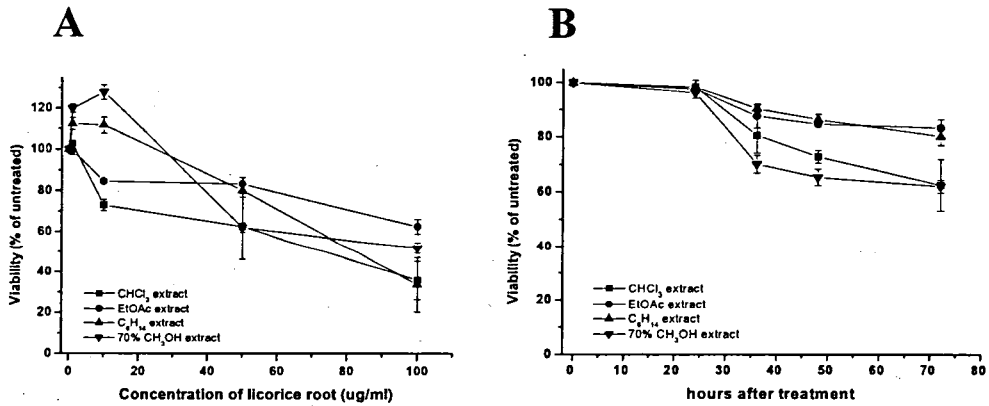 A
Viability (% of untreated)
120
100
80
60
40
20
0
CHCl₃ extract
EtOAc extract
C₆H₁₄ extract
70% CH₃OH extract
0 20 40 60 80 100
Concentration of licorice root (ug/ml)
B
Viability (% of untreated)
100
80
60
40
20
0
CHCl₃ extract
EtOAc extract
C₆H₁₄ extract
70% CH₃OH extract
0 10 20 30 40 50 60 70 80
hours after treatment